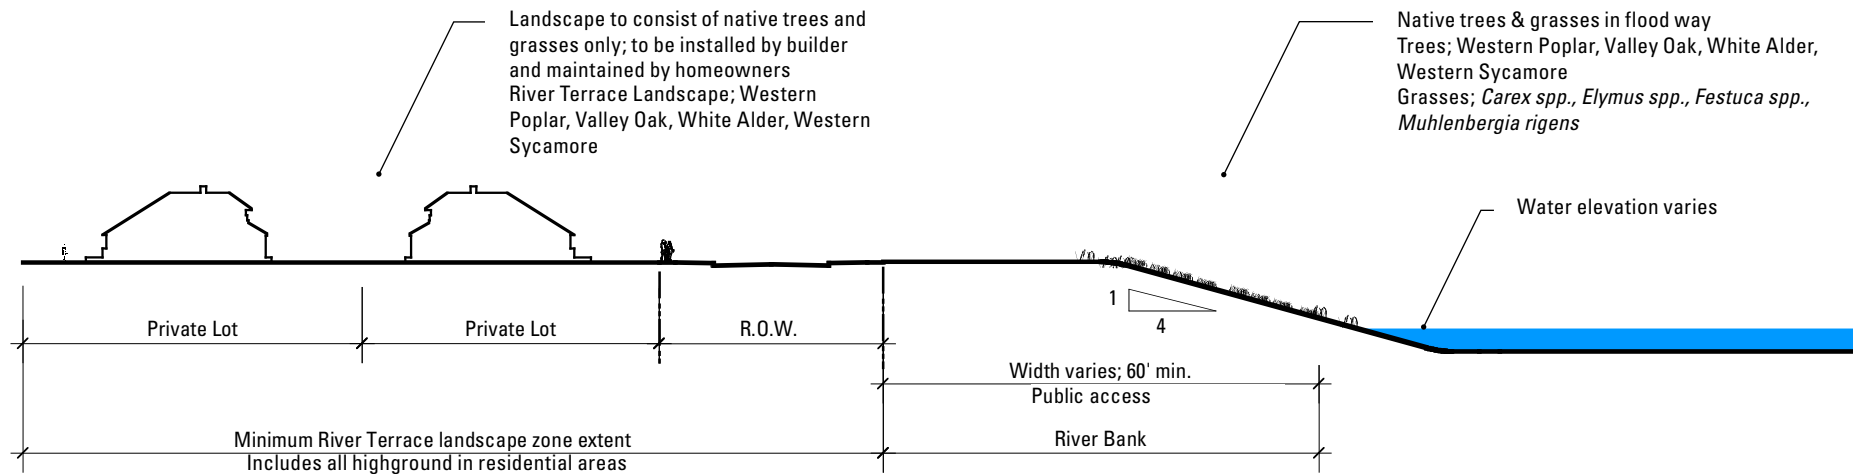 Landscape to consist of native trees and
grasses only; to be installed by builder
and maintained by homeowners
River Terrace Landscape; Western
Poplar, Valley Oak, White Alder, Western
Sycamore
Native trees & grasses in flood way
Trees; Western Poplar, Valley Oak, White Alder,
Western Sycamore
Grasses; Carex spp., Elymus spp., Festuca spp.,
Muhlenbergia rigens
Water elevation varies
1
4
Private Lot
Private Lot
R.O.W.
Width varies; 60' min.
Public access
Minimum River Terrace landscape zone extent
Includes all highground in residential areas
River Bank